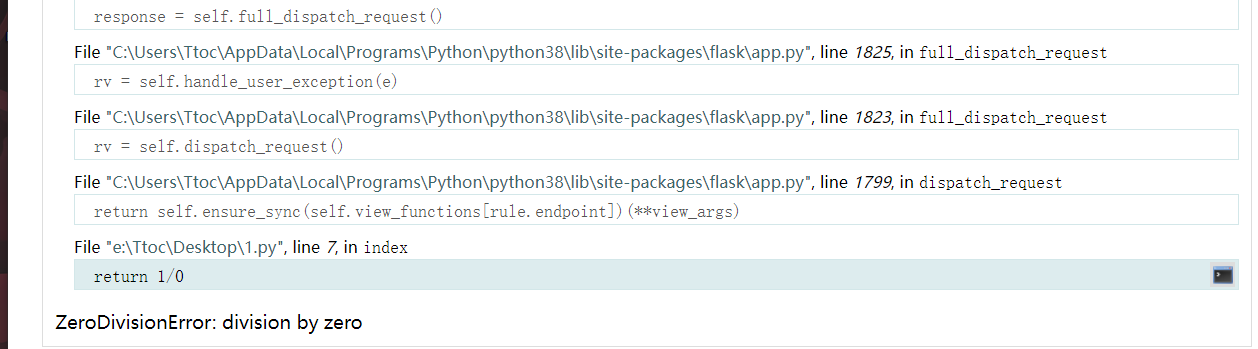 response = self.full_dispatch_request()
File "C:\Users\Ttoc\AppData\Local\Programs\Python\python38\lib\site-packages\flask\app.py", line 1825, in full_dispatch_request
rv = self.handle_user_exception(e)
File "C:\Users\Ttoc\AppData\Local\Programs\Python\python38\lib\site-packages\flask\app.py", line 1823, in full_dispatch_request
rv = self.dispatch_request()
File "C:\Users\Ttoc\AppData\Local\Programs\Python\python38\lib\site-packages\flask\app.py", line 1799, in dispatch_request
return self.ensure_sync(self.view_functions[rule.endpoint])(**view_args)
File "e:\Ttoc\Desktop\1.py", line 7, in index
return 1/0
ZeroDivisionError: division by zero